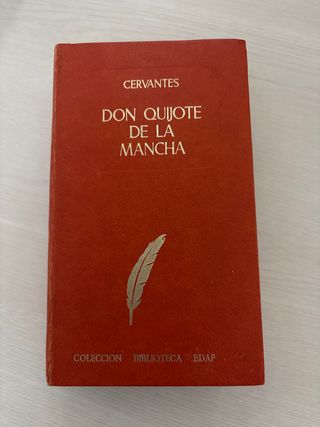 CERVANTES
DON QUIJOTE
DE LA
MANCHA
COLECCION BIBLIOTECA EDAF